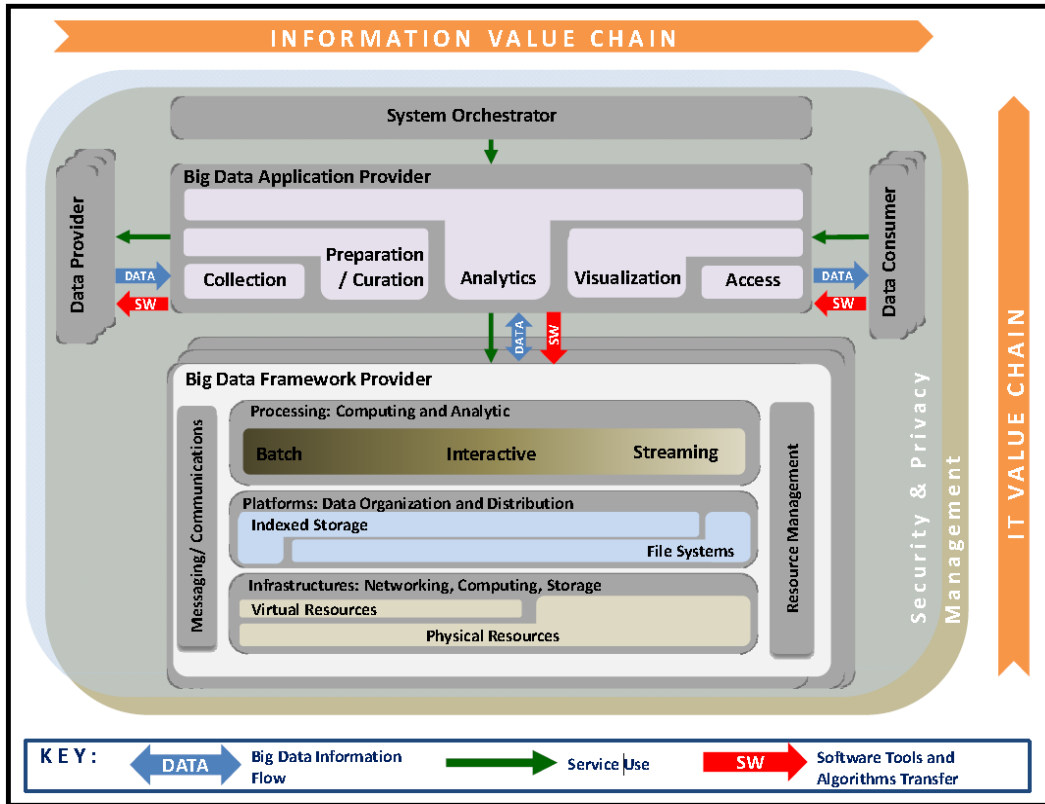 INFORMATION VALUE CHAIN
System Orchestrator
Big Data Application Provider
Data Provider
Data Consumer
Preparation
/ Curation
Collection
Analytics
Visualization
Access
DATA
SW
DATA
SW
DATA
SW
Big Data Framework Provider
Messaging/ Communications
Resource Management
Processing: Computing and Analytic
Batch
Interactive
Streaming
Platforms: Data Organization and Distribution
Indexed Storage
File Systems
Infrastructures: Networking, Computing, Storage
Virtual Resources
Physical Resources
Security & Privacy
Management
IT VALUE CHAIN
KEY:
DATA
Big Data Information
Flow
Service Use
SW
Software Tools and
Algorithms Transfer